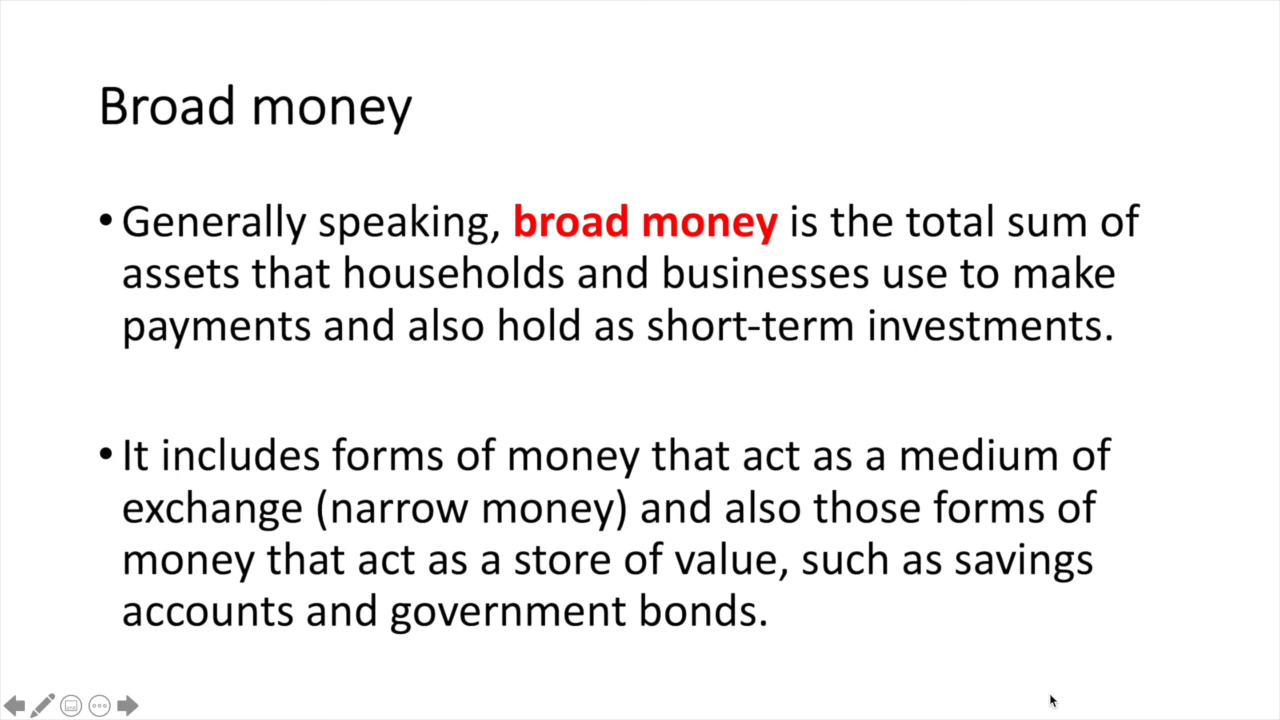 Broad money
• Generally speaking, broad money is the total sum of
assets that households and businesses use to make
payments and also hold as short-term investments.
• It includes forms of money that act as a medium of
exchange (narrow money) and also those forms of
money that act as a store of value, such as savings
accounts and government bonds.